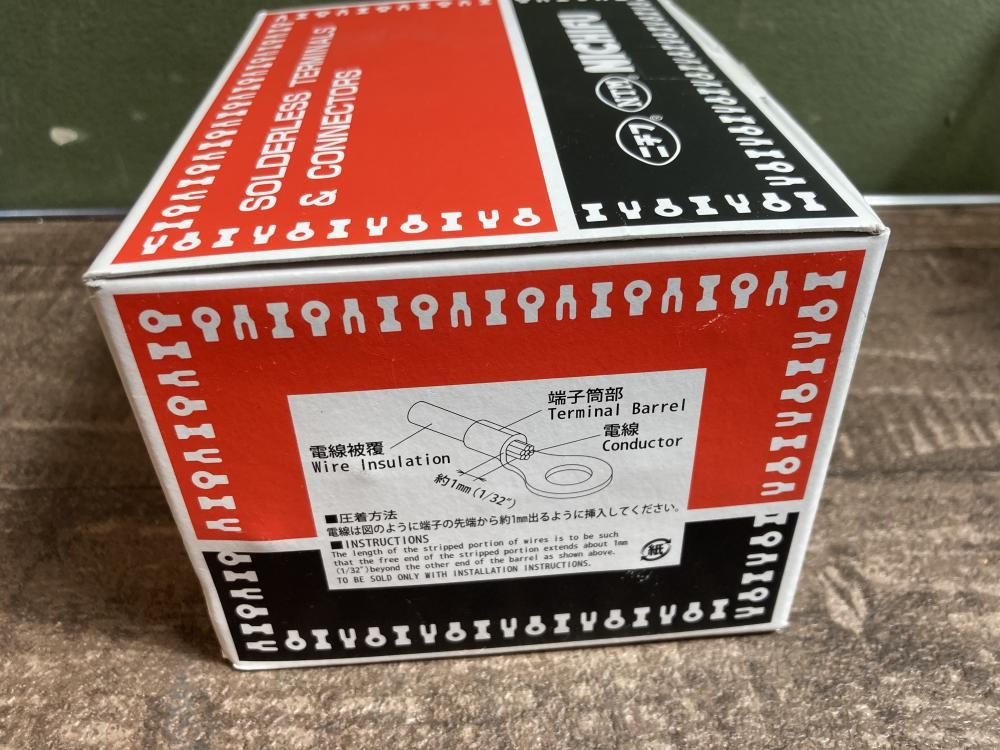 SOLDERLESS TERMINALS
& CONNECTORS
ニチフ® NTD NICHIFU
端子筒部
Terminal Barrel
電線
Conductor
電線被覆
Wire Insulation
約1mm(1/32")
■圧着方法
電線は図のように端子の先端から約1mm出るように挿入してください。
■INSTRUCTIONS
The length of the stripped portion of wires is to be such
that the free end of the stripped portion extends about 1mm
(1/32")beyond the other end of the barrel as shown above.
TO BE SOLD ONLY WITH INSTALLATION INSTRUCTIONS.
紙